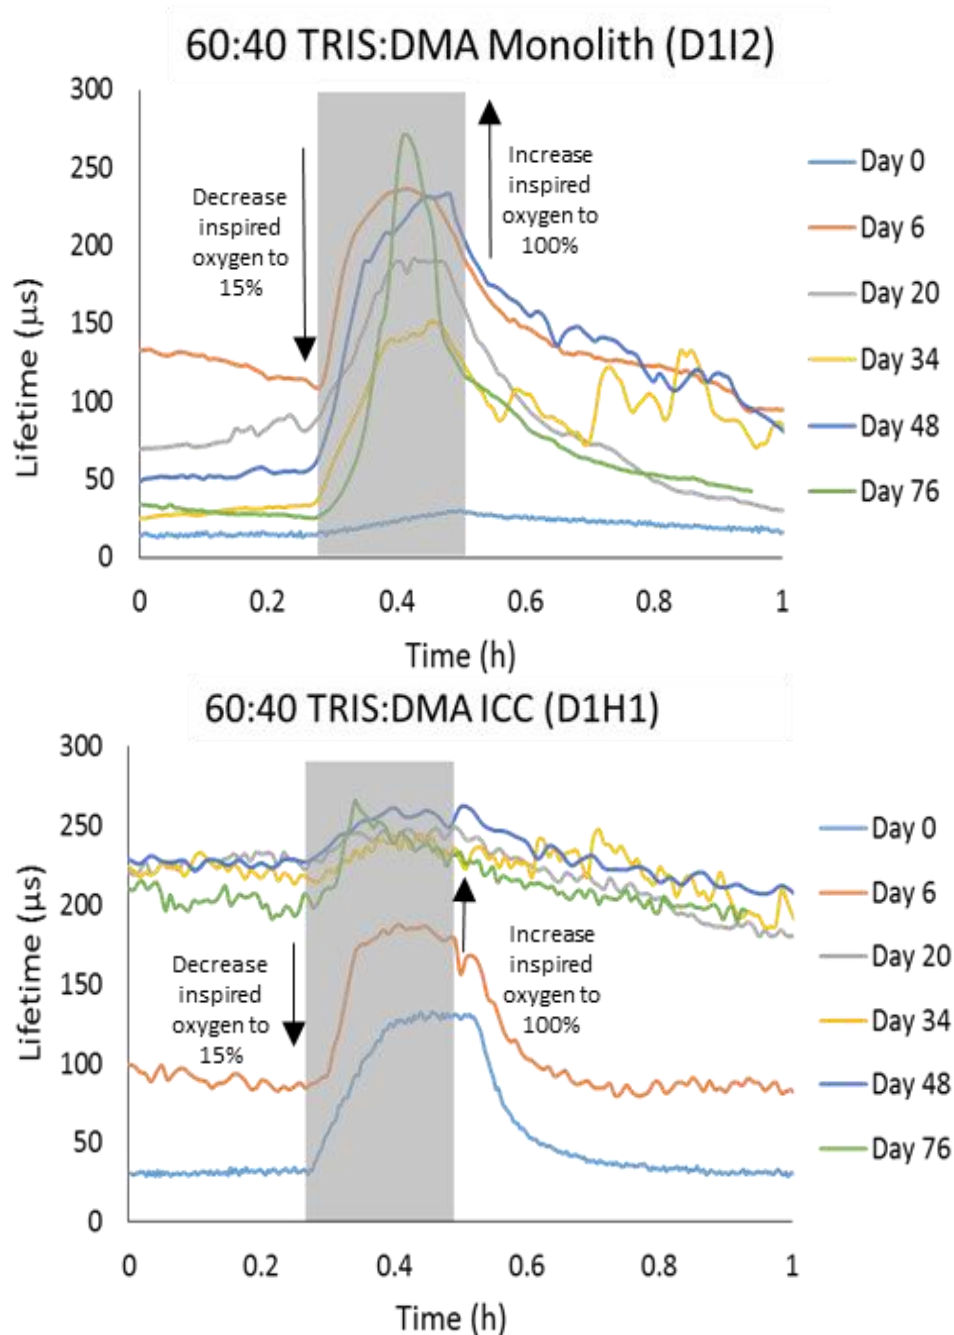 60:40 TRIS:DMA Monolith (D1I2)
300
250
200
150
100
50
0
Lifetime (µs)
Decrease
inspired
oxygen to
15%
Increase
inspired
oxygen to
100%
Day 0
Day 6
Day 20
Day 34
Day 48
Day 76
0 0.2 0.4 0.6 0.8 1
Time (h)
60:40 TRIS:DMA ICC (D1H1)
300
250
200
150
100
50
0
Lifetime (µs)
Decrease
inspired
oxygen to
15%
Increase
inspired
oxygen to
100%
Day 0
Day 6
Day 20
Day 34
Day 48
Day 76
0 0.2 0.4 0.6 0.8 1
Time (h)